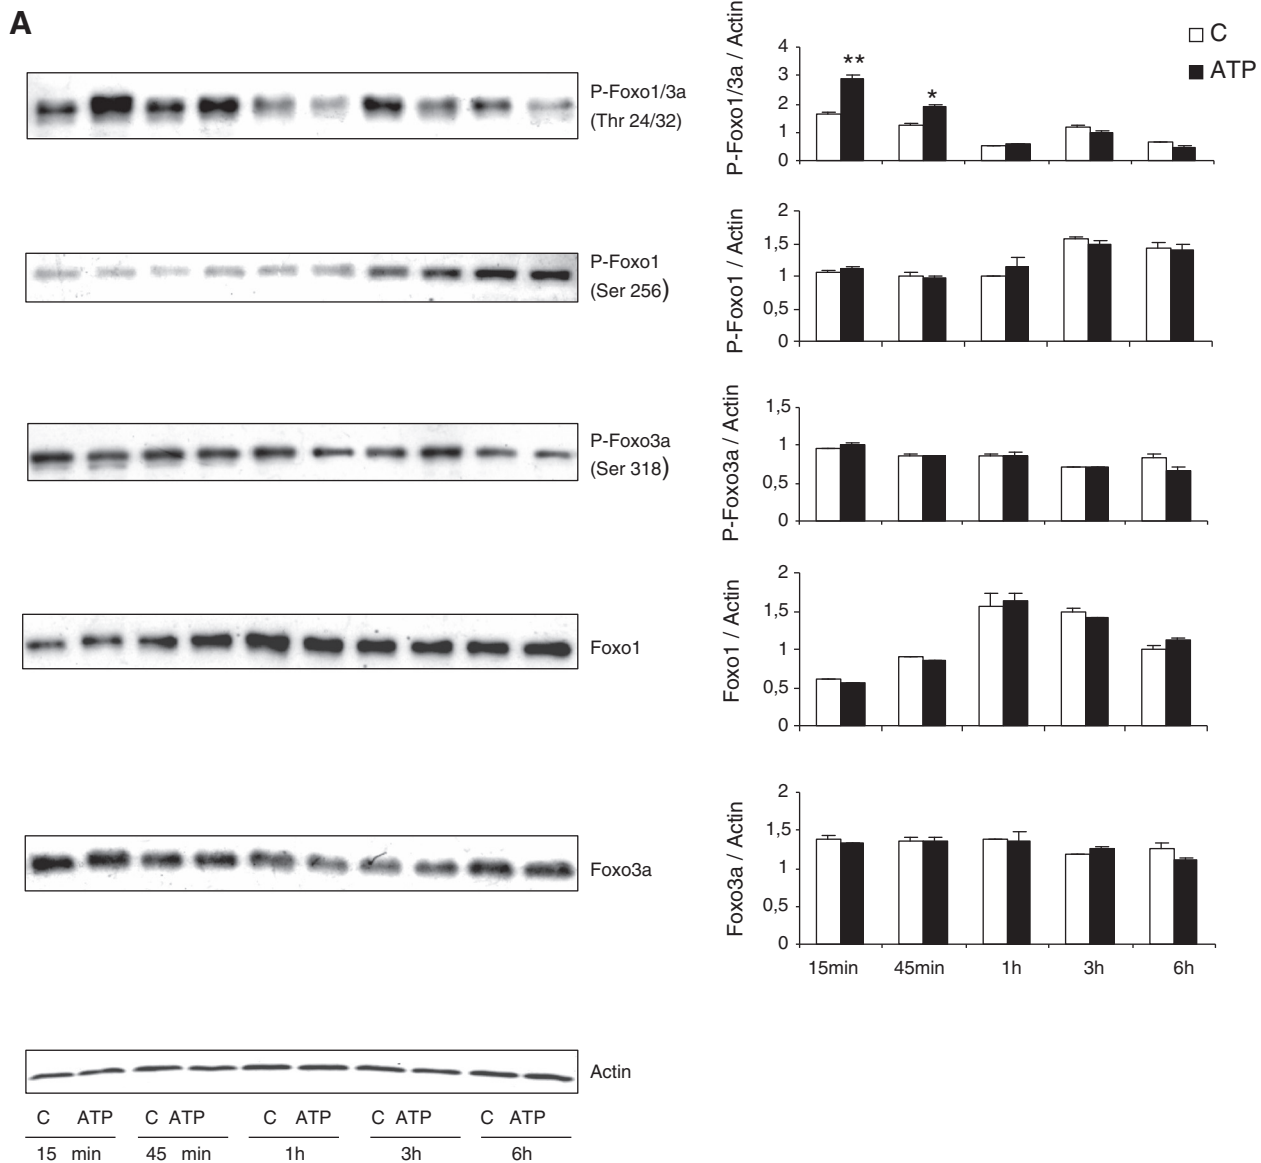 A
P-Foxo1/3a
(Thr 24/32)
P-Foxo1
(Ser 256)
P-Foxo3a
(Ser 318)
Foxo1
Foxo3a
Actin
C ATP C ATP C ATP C ATP C ATP
15 min 45 min 1h 3h 6h
C
ATP
P-Foxo1/3a / Actin
4
3
2
1
0
**
*
P-Foxo1 / Actin
2
1,5
1
0,5
0
P-Foxo3a / Actin
1,5
1
0,5
0
Foxo1 / Actin
2
1,5
1
0,5
0
Foxo3a / Actin
2
1,5
1
0,5
0
15min 45min 1h 3h 6h